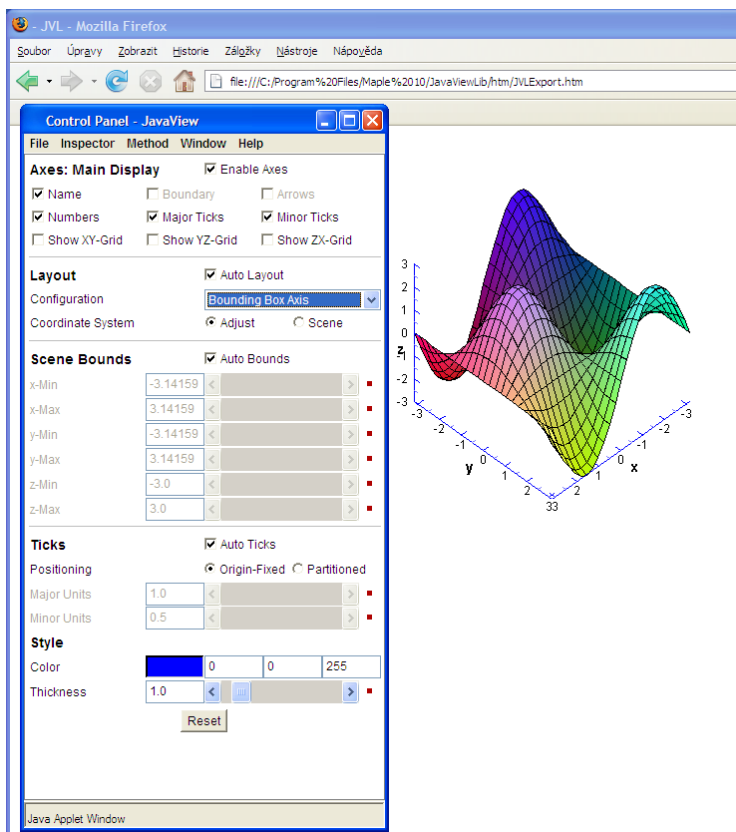 - JVL - Mozilla Firefox
Soubor Úpravy Zobrazit Historie Záložky Nástroje Nápověda
file:///C:/Program%20Files/Maple%2010/JavaViewLib/htm/JVLExport.htm
Control Panel - JavaView
File Inspector Method Window Help
Axes: Main Display Enable Axes
Name Boundary Arrows
Numbers Major Ticks Minor Ticks
Show XY-Grid Show YZ-Grid Show ZX-Grid
Layout Auto Layout
Configuration Bounding Box Axis
Coordinate System Adjust Scene
Scene Bounds Auto Bounds
x-Min -3.14159
x-Max 3.14159
y-Min -3.14159
y-Max 3.14159
z-Min -3.0
z-Max 3.0
Ticks Auto Ticks
Positioning Origin-Fixed Partitioned
Major Units 1.0
Minor Units 0.5
Style
Color 0 0 255
Thickness 1.0
Reset
Java Applet Window
3
2
1
0
z
-1
-2
-3
-3 -2 -1 0 1 2 33
y
2 1 0 -1 -2 -3
x